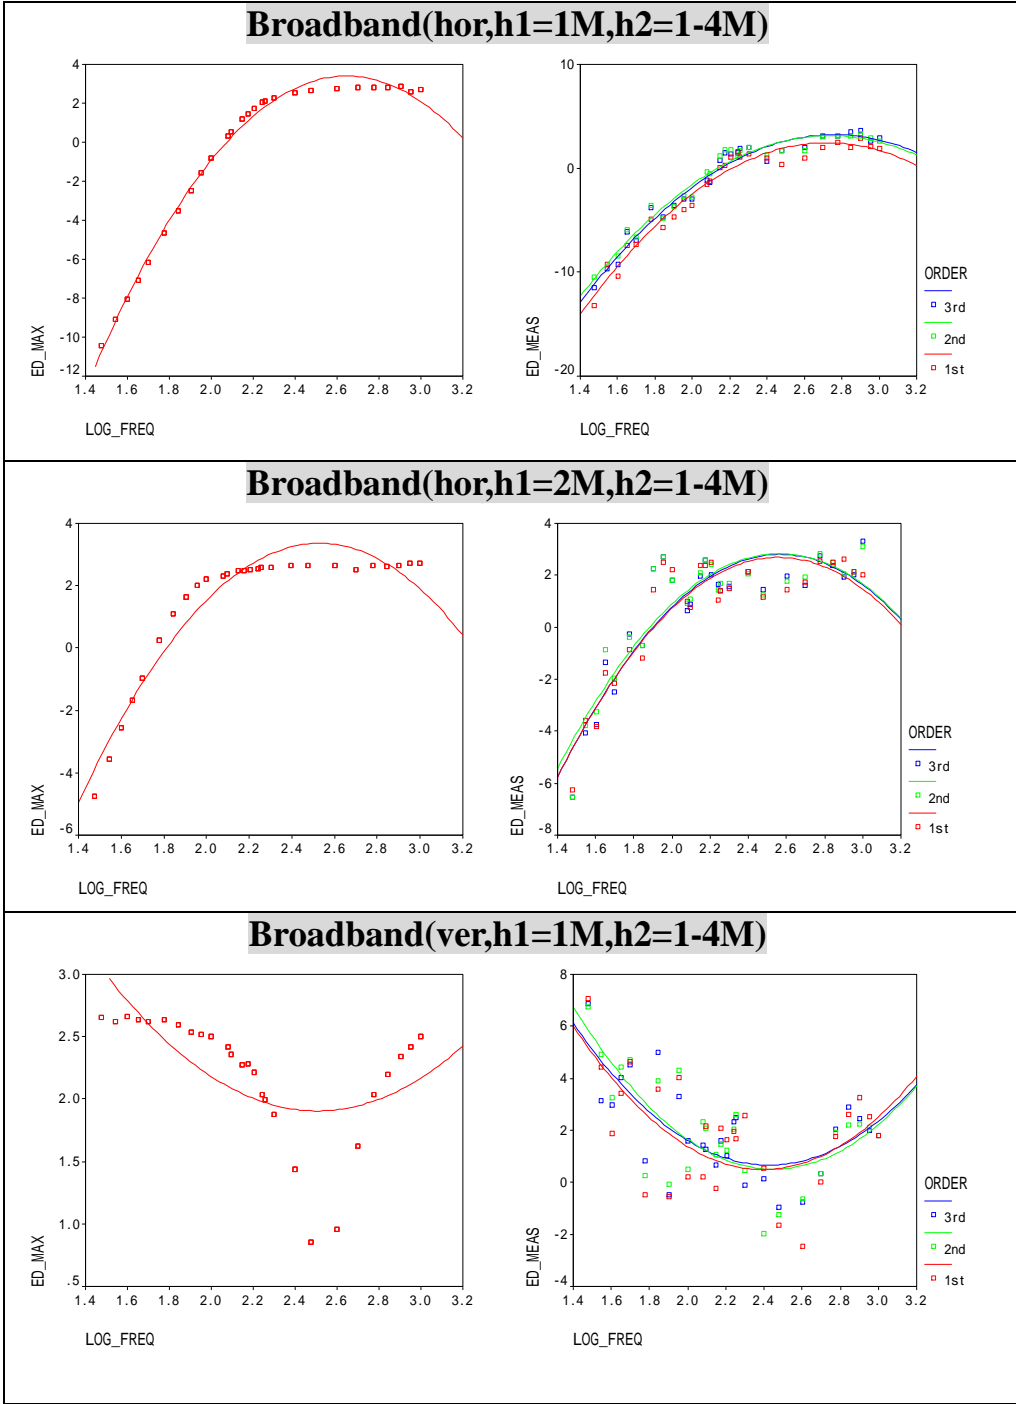 Broadband(hor,h1=1M,h2=1-4M)
4
2
0
-2
-4
-6
-8
-10
-12
ED_MAX
1.4 1.6 1.8 2.0 2.2 2.4 2.6 2.8 3.0 3.2
LOG_FREQ
10
0
-10
-20
ED_MEAS
1.4 1.6 1.8 2.0 2.2 2.4 2.6 2.8 3.0 3.2
LOG_FREQ
ORDER
3rd
2nd
1st
Broadband(hor,h1=2M,h2=1-4M)
4
2
0
-2
-4
-6
ED_MAX
1.4 1.6 1.8 2.0 2.2 2.4 2.6 2.8 3.0 3.2
LOG_FREQ
4
2
0
-2
-4
-6
-8
ED_MEAS
1.4 1.6 1.8 2.0 2.2 2.4 2.6 2.8 3.0 3.2
LOG_FREQ
ORDER
3rd
2nd
1st
Broadband(ver,h1=1M,h2=1-4M)
3.0
2.5
2.0
1.5
1.0
.5
ED_MAX
1.4 1.6 1.8 2.0 2.2 2.4 2.6 2.8 3.0 3.2
LOG_FREQ
8
6
4
2
0
-2
-4
ED_MEAS
1.4 1.6 1.8 2.0 2.2 2.4 2.6 2.8 3.0 3.2
LOG_FREQ
ORDER
3rd
2nd
1st